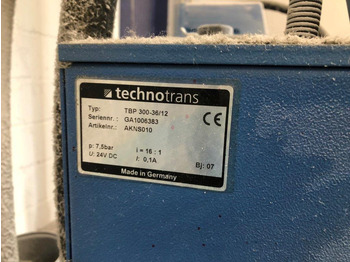 technotrans
Typ: TBP 300-36/12
Seriennr.: GA1006383
Artikelnr.: AKNS010
CE
p: 7,5bar i = 16 : 1
U: 24V DC I: 0,1A Bj: 07
Made in Germany